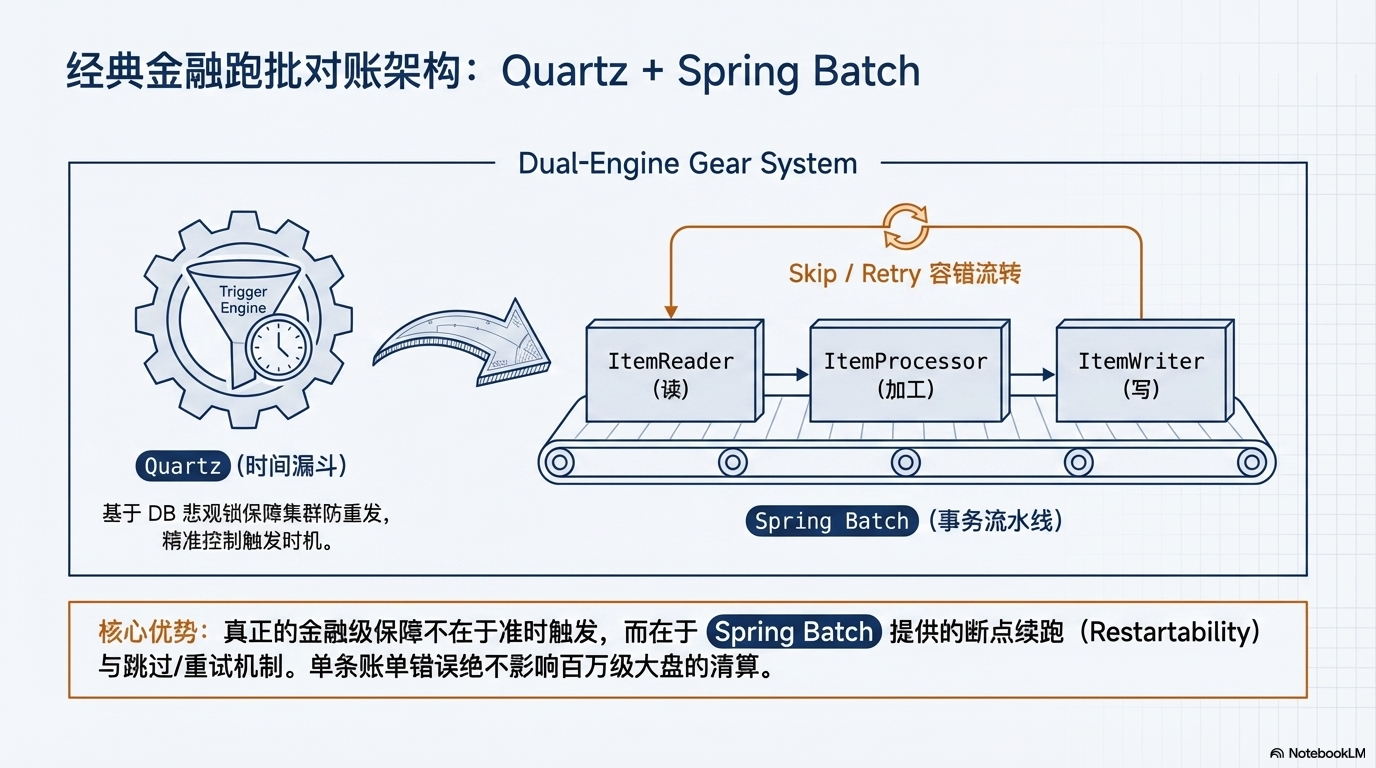 经典金融跑批对账架构：Quartz + Spring Batch
Dual-Engine Gear System
Trigger
Engine
Quartz (时间漏斗)
基于 DB 悲观锁保障集群防重发，
精准控制触发时机。
Skip / Retry 容错流转
ItemReader
(读)
ItemProcessor
(加工)
ItemWriter
(写)
Spring Batch (事务流水线)
核心优势：真正的金融级保障不在于准时触发，而在于 Spring Batch 提供的断点续跑（Restartability）
与跳过/重试机制。单条账单错误绝不影响百万级大盘的清算。
NotebookLM